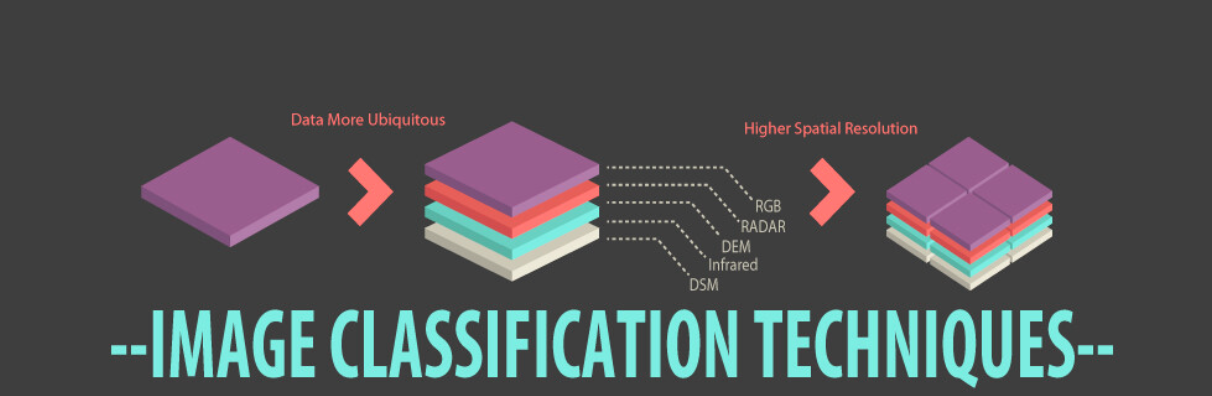 Data More Ubiquitous
Higher Spatial Resolution
RGB
RADAR
DEM
Infrared
DSM
--IMAGE CLASSIFICATION TECHNIQUES--